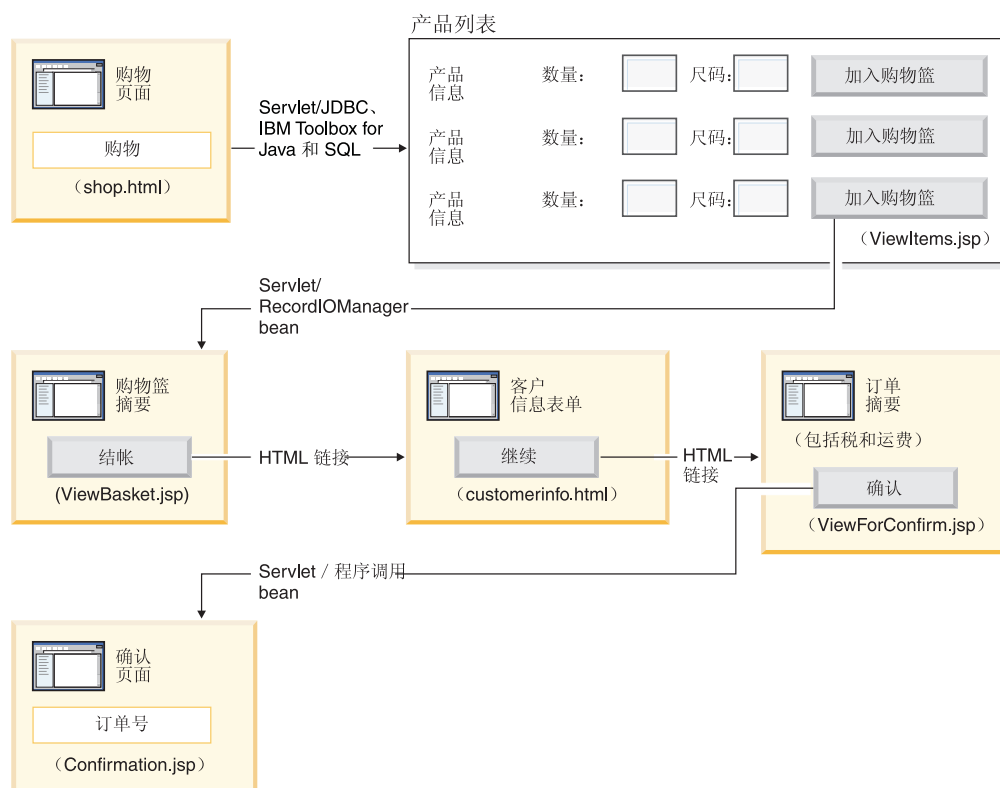 产品列表
购物
页面
购物
（shop.html）
Servlet/JDBC、
IBM Toolbox for
Java 和 SQL
产品
信息
数量：
尺码：
加入购物篮
产品
信息
数量：
尺码：
加入购物篮
产品
信息
数量：
尺码：
加入购物篮
（ViewItems.jsp）
Servlet/
RecordIOManager
bean
购物篮
摘要
结帐
(ViewBasket.jsp)
HTML 链接
客户
信息表单
继续
（customerinfo.html）
HTML
链接
订单
摘要
（包括税和运费）
确认
（ViewForConfirm.jsp）
Servlet / 程序调用
bean
确认
页面
订单号
（Confirmation.jsp）